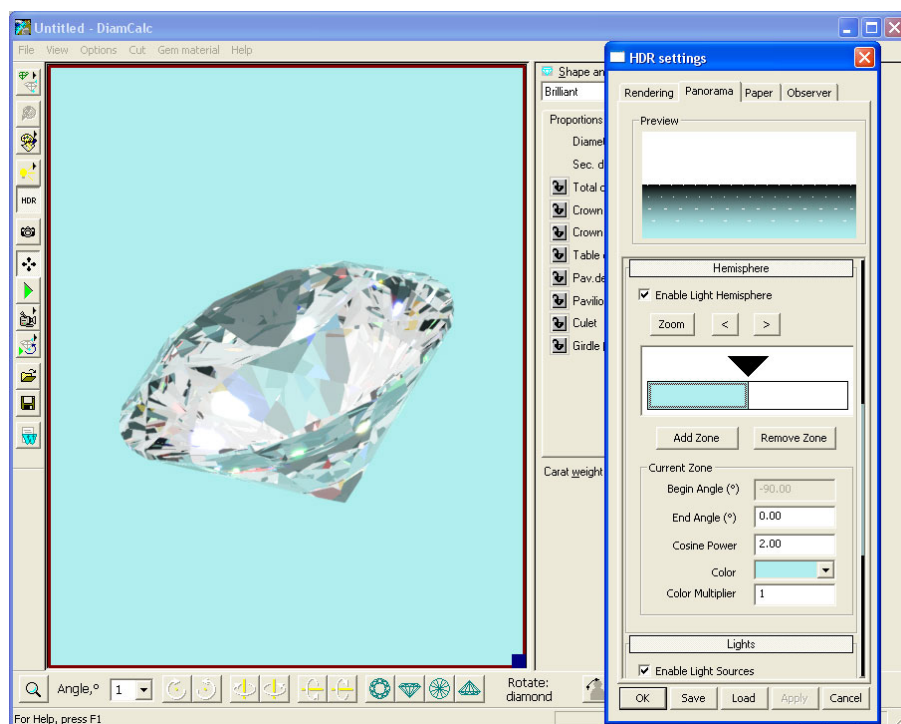 Untitled - DiamCalc
File View Options Cut Gem material Help
HDR
Shape an
Brilliant
Proportions
Diamet
Sec. d
Total
Crown
Crown
Table
Pav.de
Pavilio
Culet
Girdle
Carat weight
HDR settings
Rendering Panorama Paper Observer
Preview
Hemisphere
Enable Light Hemisphere
Zoom < >
Add Zone Remove Zone
Current Zone
Begin Angle (°) -90.00
End Angle (°) 0.00
Cosine Power 2.00
Color
Color Multiplier 1
Lights
Enable Light Sources
OK Save Load Apply Cancel
Angle,° 1 Rotate:
diamond
For Help, press F1